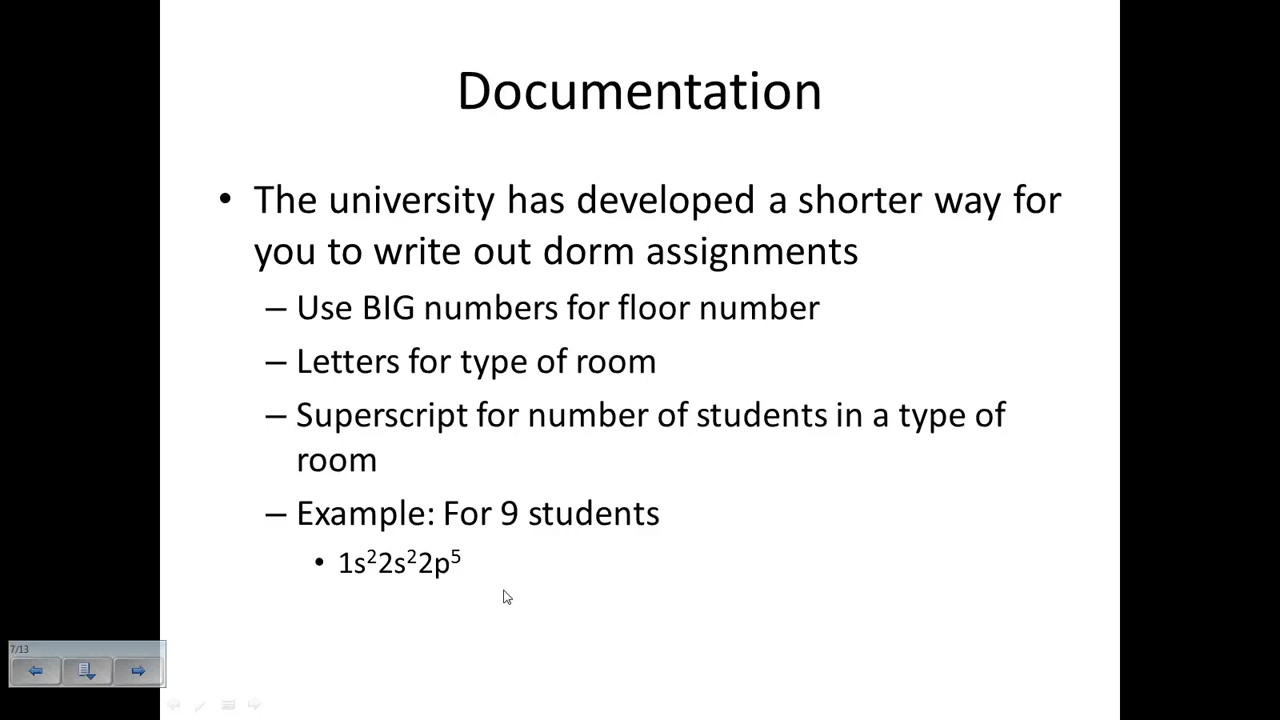 Documentation
• The university has developed a shorter way for
you to write out dorm assignments
– Use BIG numbers for floor number
– Letters for type of room
– Superscript for number of students in a type of
room
– Example: For 9 students
• 1s²2s²2p⁵
7/13